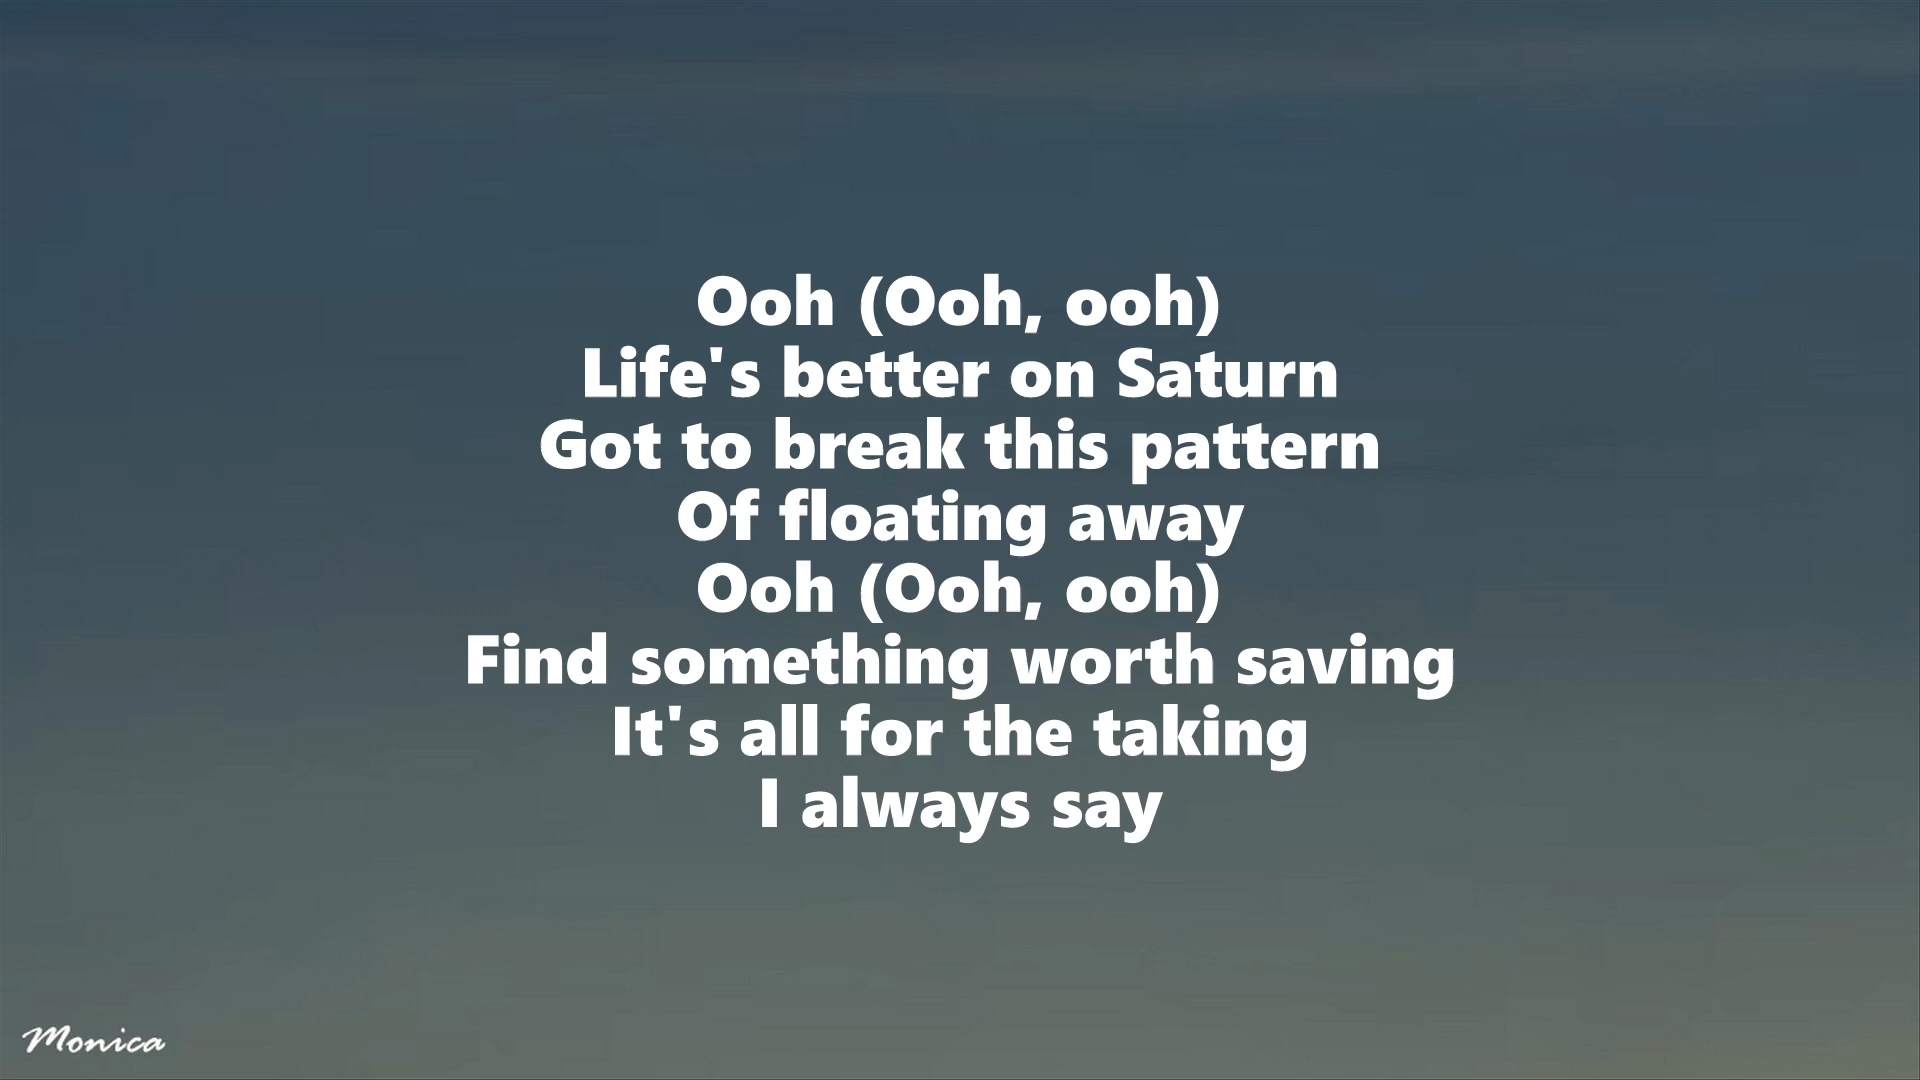 Ooh (Ooh, ooh)
Life's better on Saturn
Got to break this pattern
Of floating away
Ooh (Ooh, ooh)
Find something worth saving
It's all for the taking
I always say
Monica